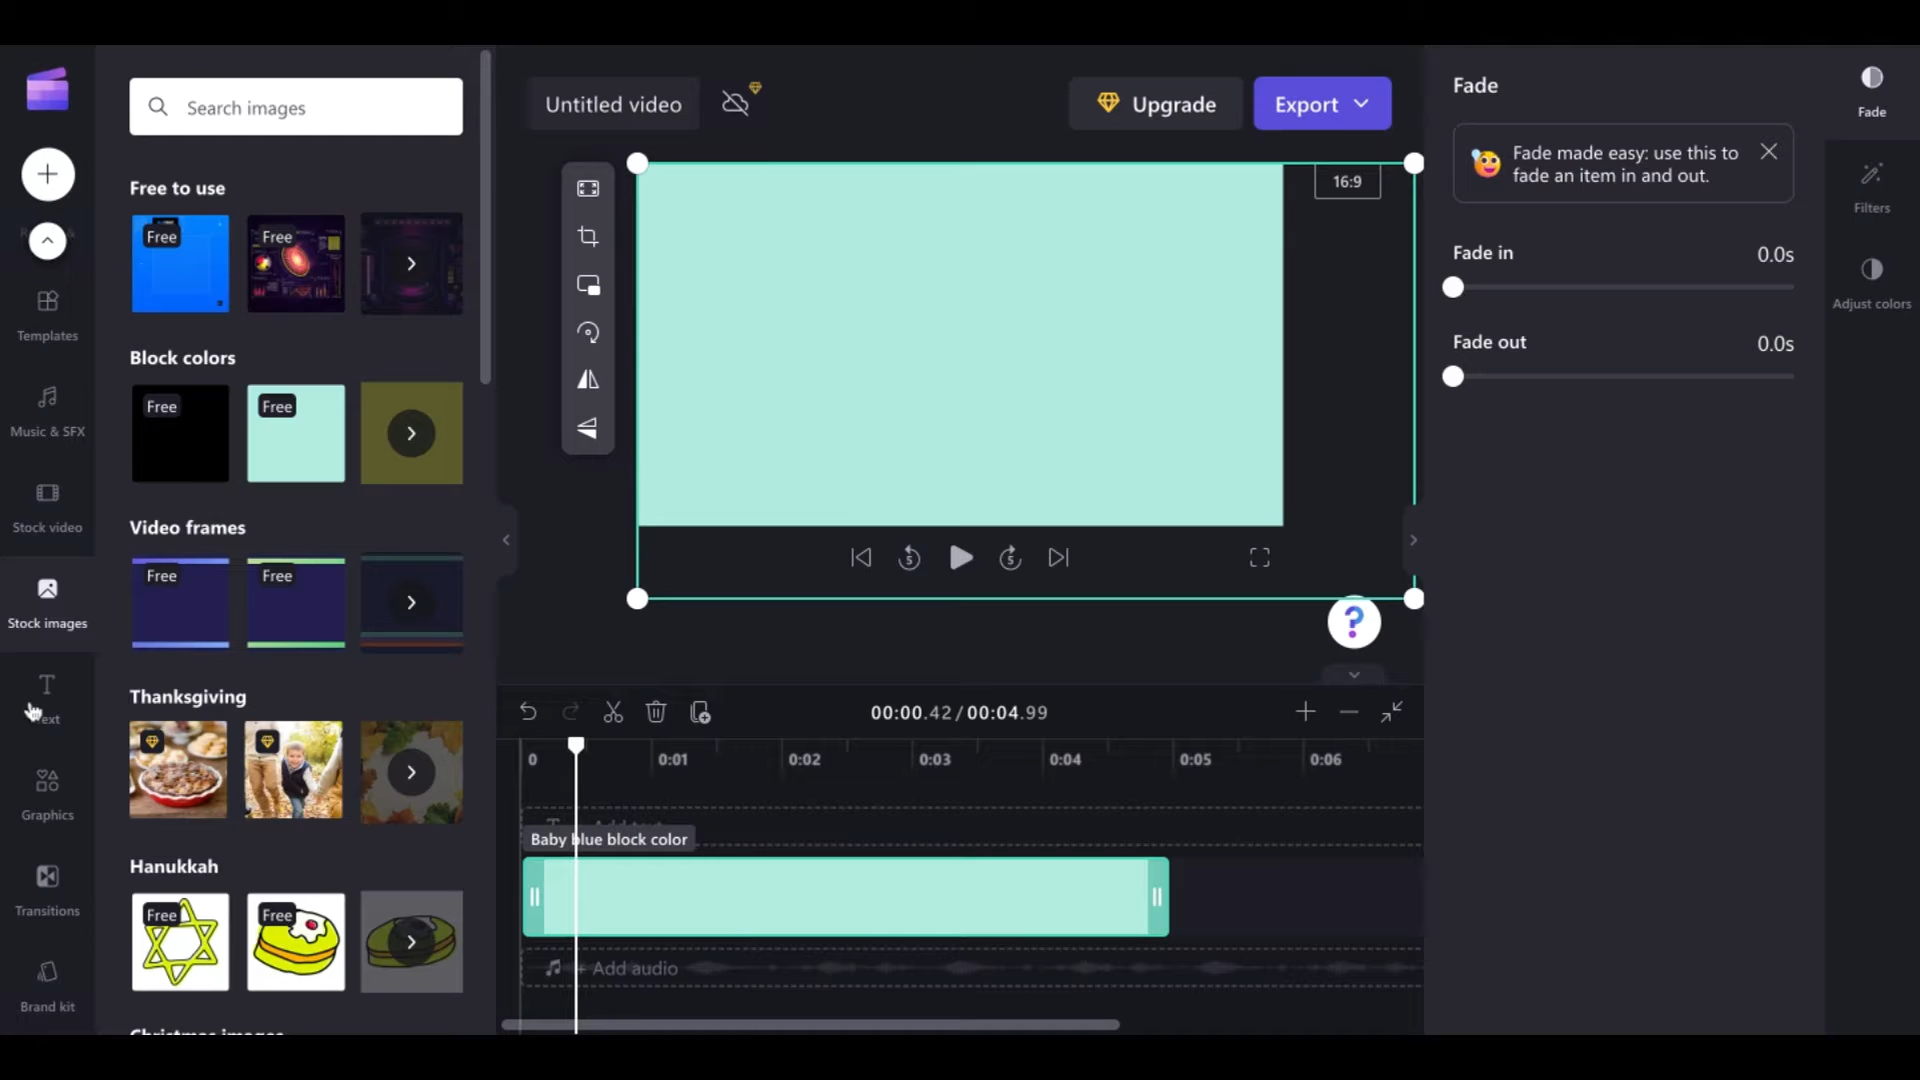 Search images
Untitled video
Upgrade
Export
Fade
Fade
Fade made easy: use this to
fade an item in and out.
16:9
Free to use
Free
Free
Filters
Fade in
0.0s
Templates
Adjust colors
Fade out
0.0s
Block colors
Free
Free
Music & SFX
Stock video
Video frames
Free
Free
5
5
Stock images
?
Thanksgiving
00:00.42/00:04.99
0
0:01
0:02
0:03
0:04
0:05
0:06
Graphics
Baby blue block color
Hanukkah
Free
Free
Transitions
+ Add audio
Brand kit
Christmas images